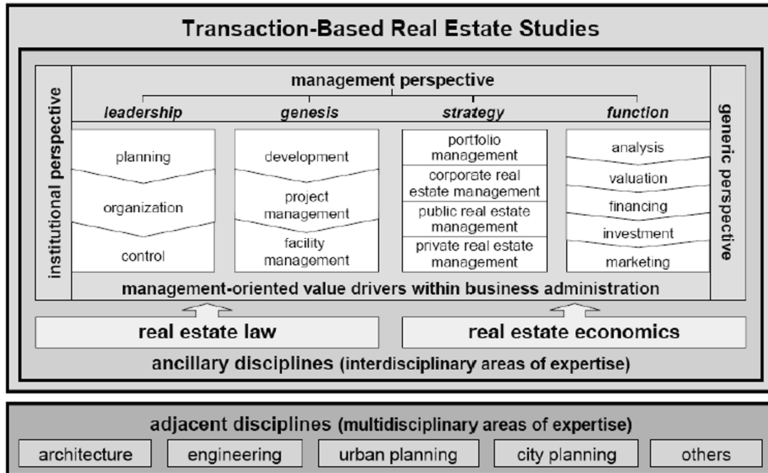 Transaction-Based Real Estate Studies
institutional perspective
management perspective
leadership
genesis
strategy
function
planning
organization
control
development
project
management
facility
management
portfolio
management
corporate real
estate management
public real estate
management
private real estate
management
analysis
valuation
financing
investment
marketing
generic perspective
management-oriented value drivers within business administration
real estate law
real estate economics
ancillary disciplines (interdisciplinary areas of expertise)
adjacent disciplines (multidisciplinary areas of expertise)
architecture
engineering
urban planning
city planning
others